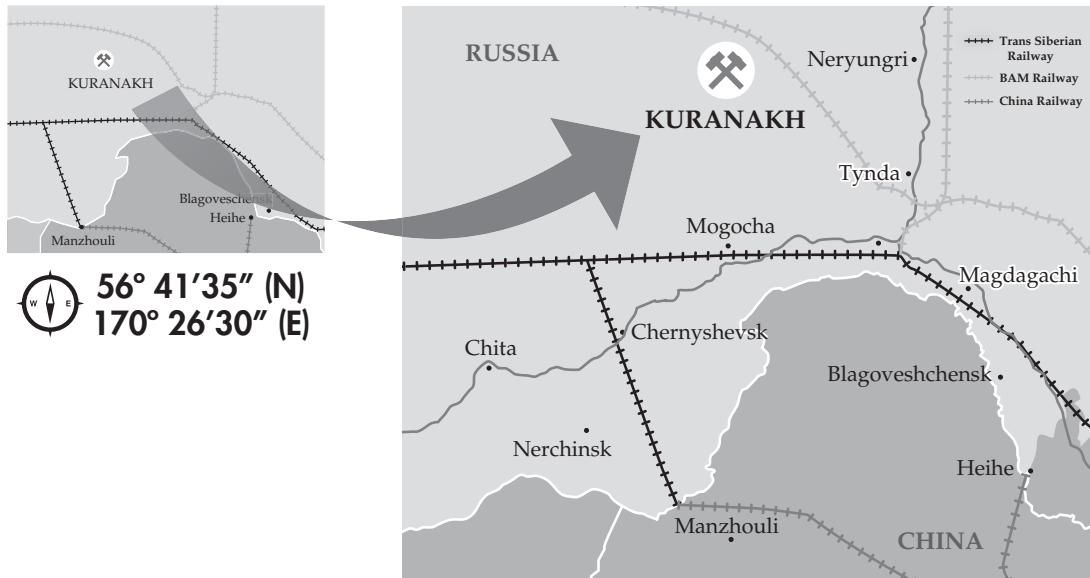 KURANAKH
Blagoveschensk
Heihe
Manzhouli
W E
56° 41'35" (N)
170° 26'30" (E)
RUSSIA
Neryungri
Trans Siberian
Railway
BAM Railway
China Railway
KURANAKH
Tynda
Mogocha
Magdagachi
Chernyshevsk
Chita
Blagoveshchensk
Nerchinsk
Heihe
Manzhouli
CHINA